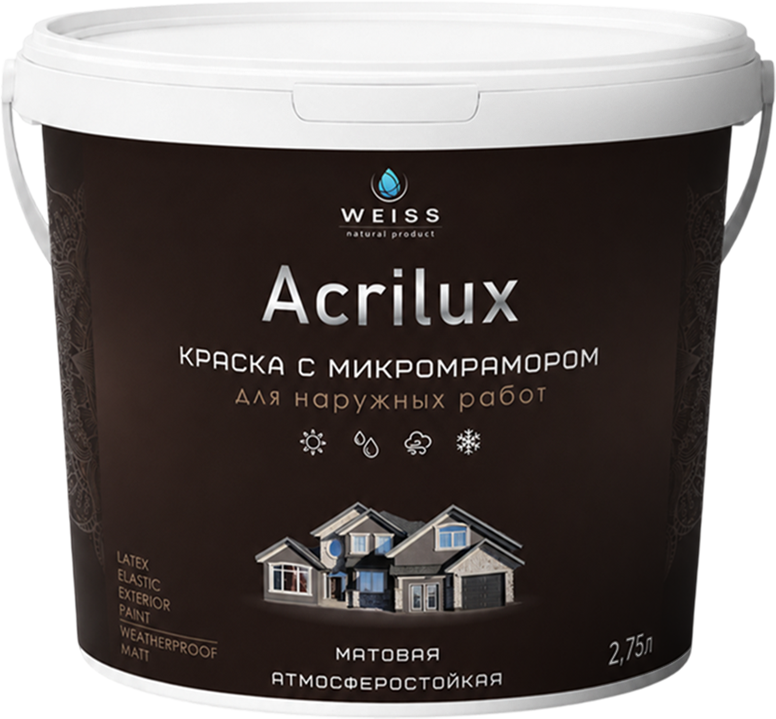 WEISS
natural product
Acrilux
КРАСКА С МИКРОМРАМОРОМ
для наружных работ
LATEX
ELASTIC
EXTERIOR
PAINT
WEATHERPROOF
MATT
МАТОВАЯ
АТМОСФЕРОСТОЙКАЯ
2,75л